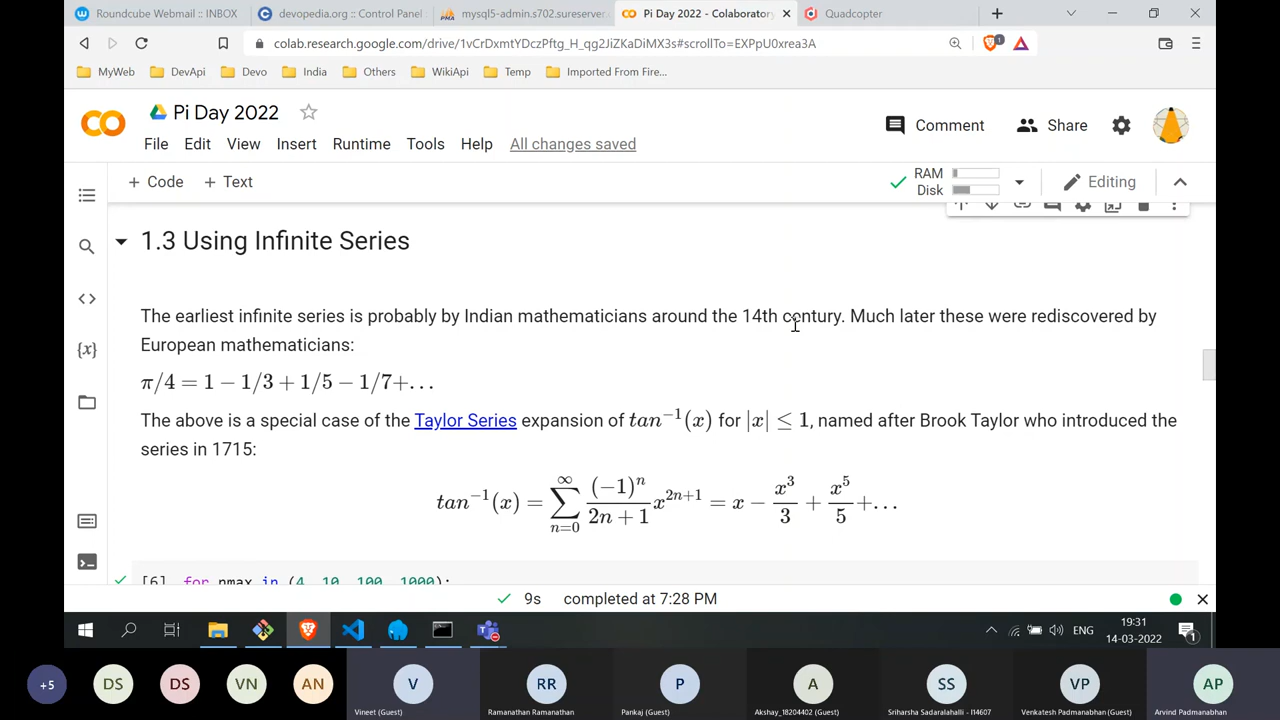 Roundcube Webmail :: INBOX
devopedia.org :: Control Panel
mysql5-admin.s702.sureserver.
Pi Day 2022 - Colaboratory
Quadcopter
colab.research.google.com/drive/1vCrDxmtYDczPftg_H_qg2JiZKaDiMX3s#scrollTo=EXPpU0xrea3A
MyWeb
DevApi
Devo
India
Others
WikiApi
Temp
Imported From Fire...
Pi Day 2022
Comment
Share
File Edit View Insert Runtime Tools Help All changes saved
+ Code + Text
RAM
Disk
Editing
1.3 Using Infinite Series
The earliest infinite series is probably by Indian mathematicians around the 14th century. Much later these were rediscovered by
European mathematicians:
π/4 = 1 − 1/3 + 1/5 − 1/7+…
The above is a special case of the Taylor Series expansion of tan⁻¹(x) for |x| ≤ 1, named after Brook Taylor who introduced the
series in 1715:
tan⁻¹(x) = ∑_{n=0}^{∞} (−1)ⁿ/(2n + 1) x²ⁿ⁺¹ = x − x³/3 + x⁵/5 +…
[6] for nmax in (4, 10, 100, 1000):
9s completed at 7:28 PM
ENG
19:31
14-03-2022
1
+5
DS
DS
VN
AN
V
RR
P
A
SS
VP
AP
Vineet (Guest)
Ramanathan Ramanathan
Pankaj (Guest)
Akshay_18204402 (Guest)
Sriharsha Sadaralahalli - I14607
Venkatesh Padmanabhan (Guest)
Arvind Padmanabhan